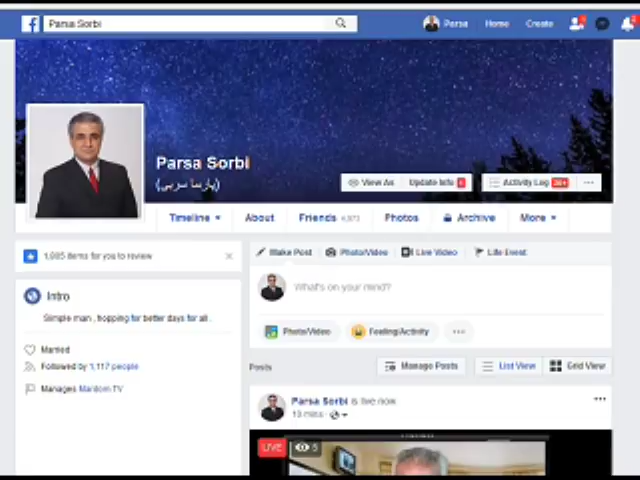 Parsa Sorbi
Parsa Home Create
Parsa Sorbi
(پارسا سربی)
View As Update Info Activity Log
Timeline About Friends 4,973 Photos Archive More
1,005 items for you to review
Make Post Photo/Video Live Video Life Event
What's on your mind?
Intro
Simple man , hopping for better days for all .
Photo/Video Feeling/Activity
Married
Followed by 1,117 people
Manages Mardom TV
Posts Manage Posts List View Grid View
Parsa Sorbi is live now
13 mins
LIVE 5